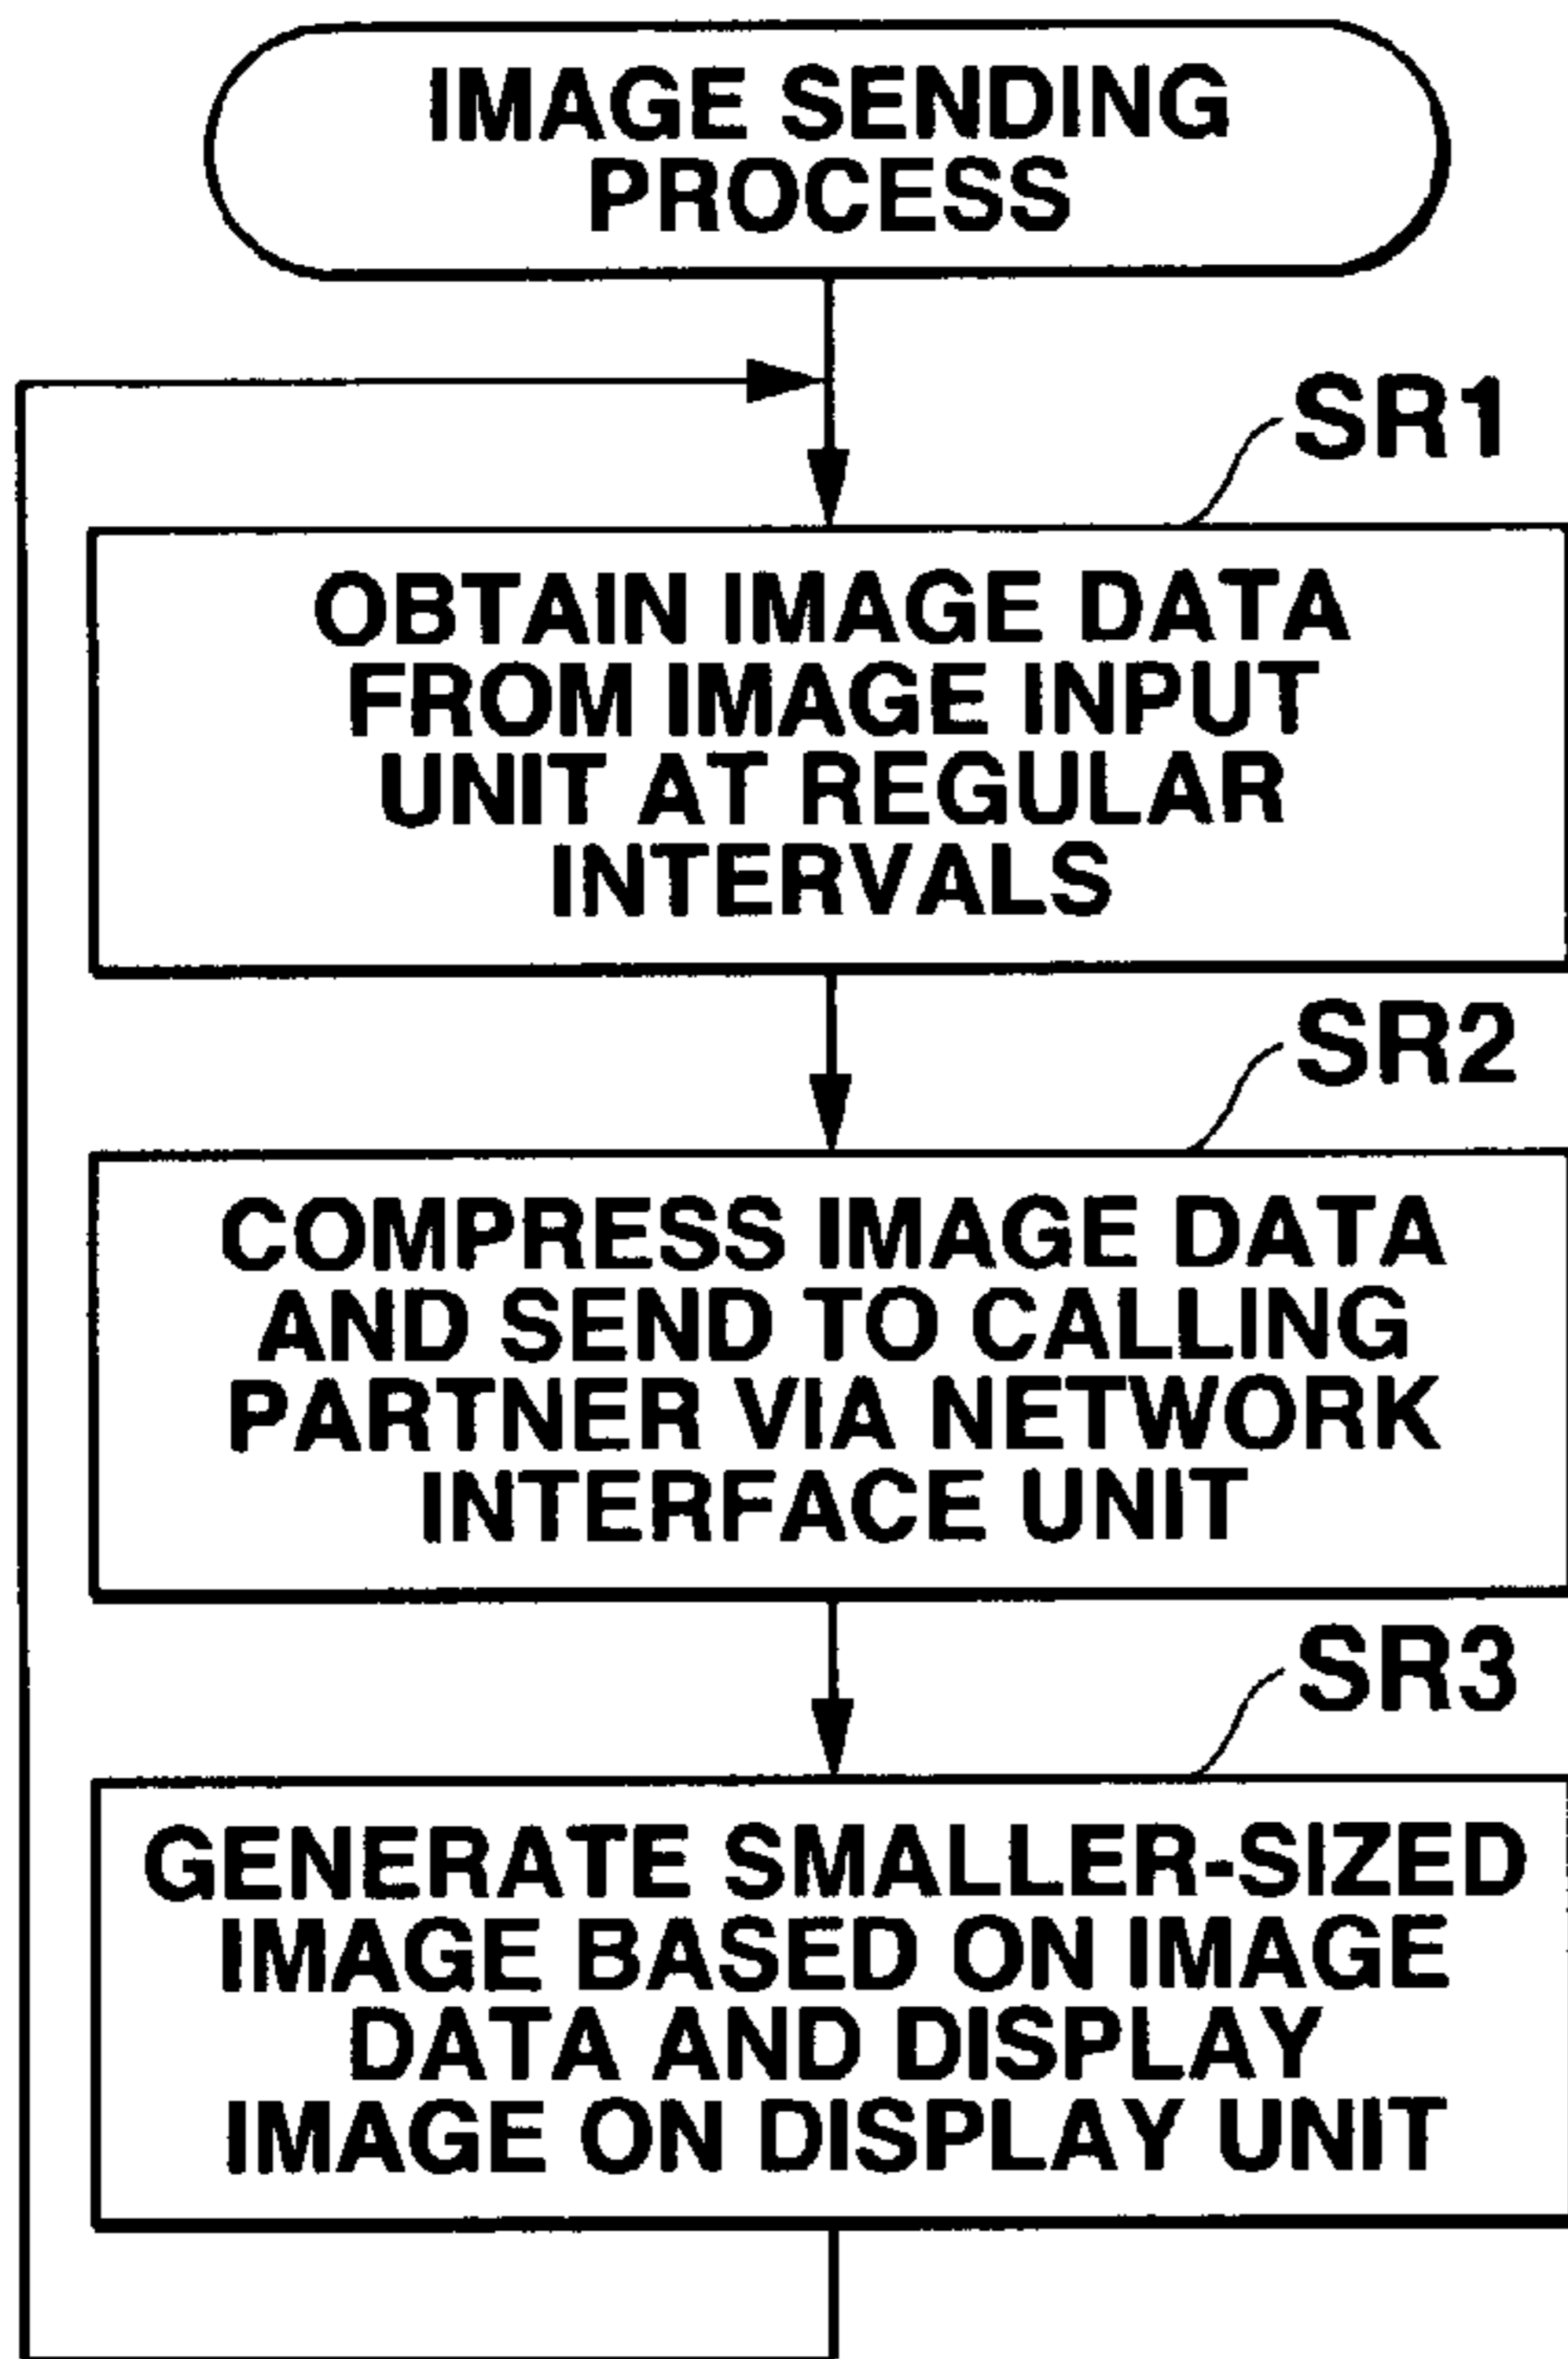 IMAGE SENDING
PROCESS
SR1
OBTAIN IMAGE DATA
FROM IMAGE INPUT
UNIT AT REGULAR
INTERVALS
SR2
COMPRESS IMAGE DATA
AND SEND TO CALLING
PARTNER VIA NETWORK
INTERFACE UNIT
SR3
GENERATE SMALLER-SIZED
IMAGE BASED ON IMAGE
DATA AND DISPLAY
IMAGE ON DISPLAY UNIT